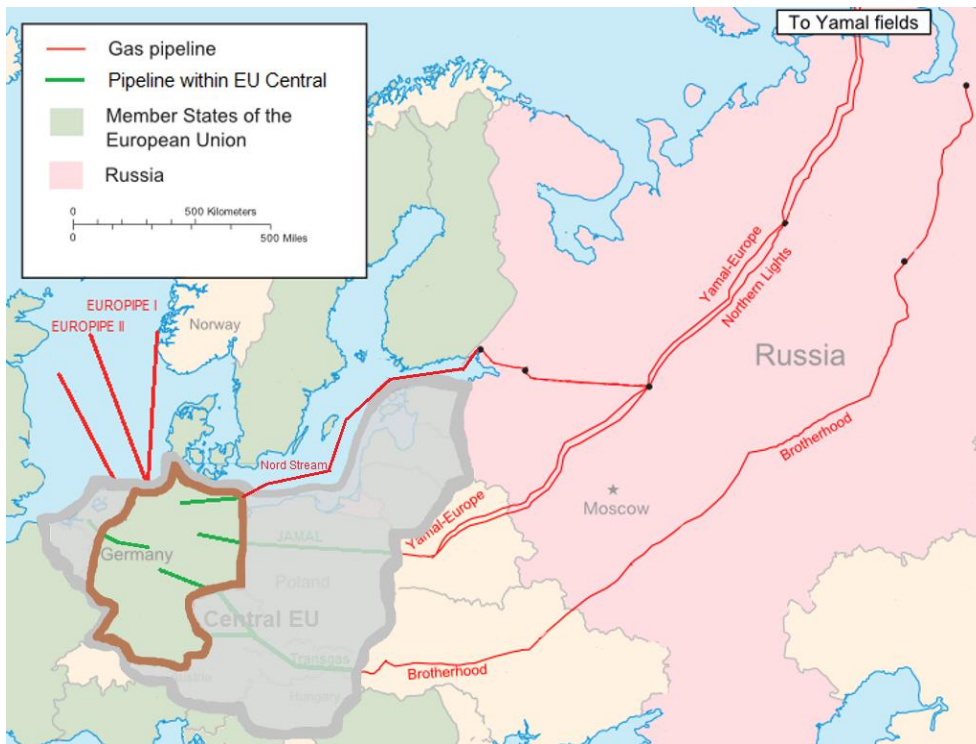 To Yamal fields
Gas pipeline
Pipeline within EU Central
Member States of the
European Union
Russia
0 500 Kilometers
0 500 Miles
Yamal-Europe
Northern Lights
EUROPIPE I
EUROPIPE II
Norway
Russia
Brotherhood
Nord Stream
Moscow
Yamal-Europe
JAMAL
Germany
Poland
Central EU
Transgas
Brotherhood
Austria
Hungary